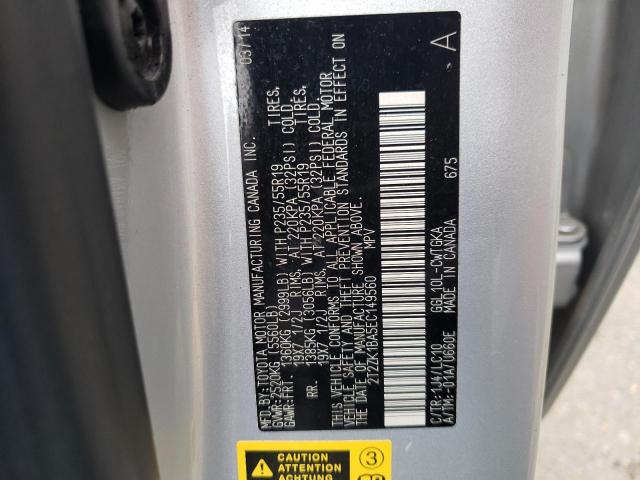 MFD.BY:TOYOTA MOTOR MANUFACTURING CANADA INC. 03/14
GVWR:2520KG(5560LB)
GAWR:FRT. 1360KG(2999LB) WITH P235/55R19 TIRES,
19X7 1/2J RIMS, AT 220KPA (32PSI) COLD.
RR. 1385KG(3056LB) WITH P235/55R19 TIRES,
19X7 1/2J RIMS, AT 220KPA (32PSI) COLD.
THIS VEHICLE CONFORMS TO ALL APPLICABLE FEDERAL MOTOR
VEHICLE SAFETY AND THEFT PREVENTION STANDARDS IN EFFECT ON
THE DATE OF MANUFACTURE SHOWN ABOVE.
2T2ZK1BA5EC149560 MPV
A
C/TR:1J4/LC10 GGL10L-CWTGKA
A/TM:-01A/U660E MADE IN CANADA 675
CAUTION
ATTENTION
ACHTUNG
3